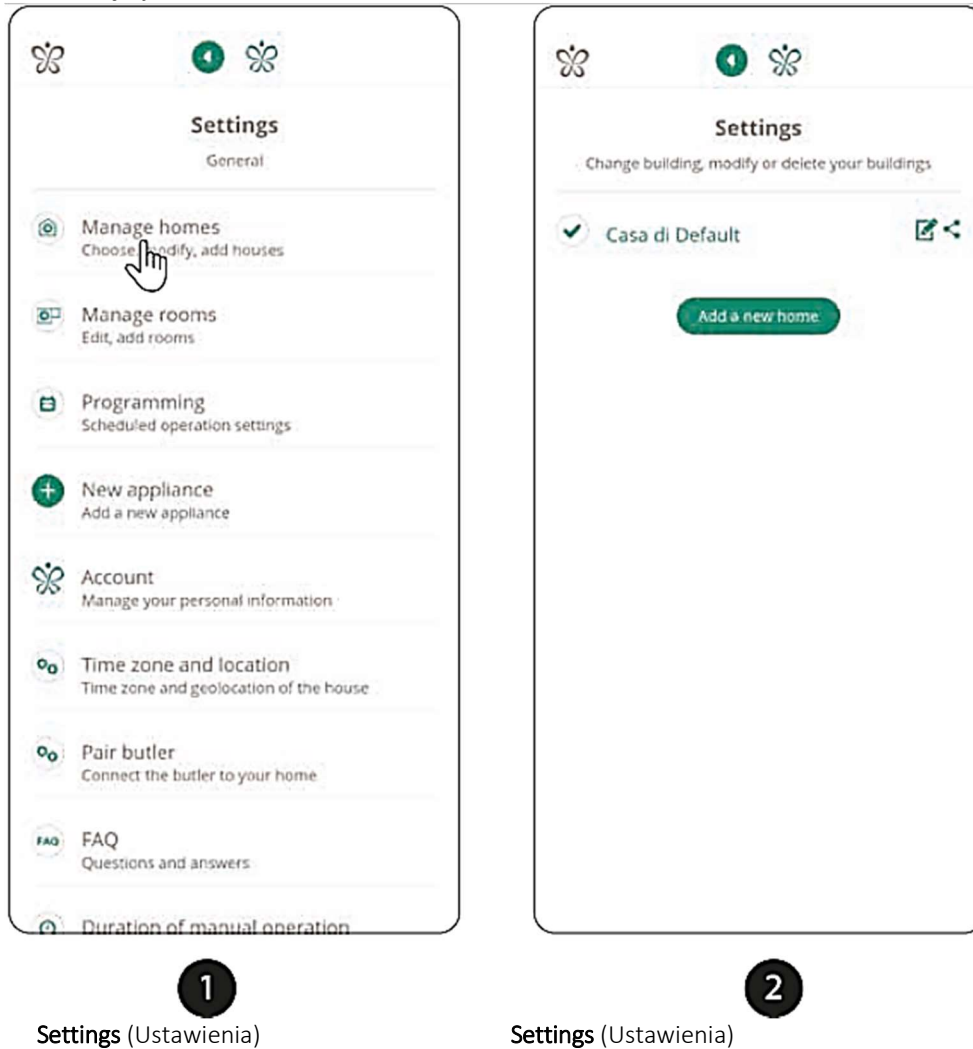 Settings
General
Manage homes
Choose, modify, add houses
Manage rooms
Edit, add rooms
Programming
Scheduled operation settings
New appliance
Add a new appliance
Account
Manage your personal information
Time zone and location
Time zone and geolocation of the house
Pair butler
Connect the butler to your home
FAQ
FAQ
Questions and answers
Duration of manual operation
1
Settings (Ustawienia)
Settings
Change building, modify or delete your buildings
Casa di Default
Add a new home
2
Settings (Ustawienia)